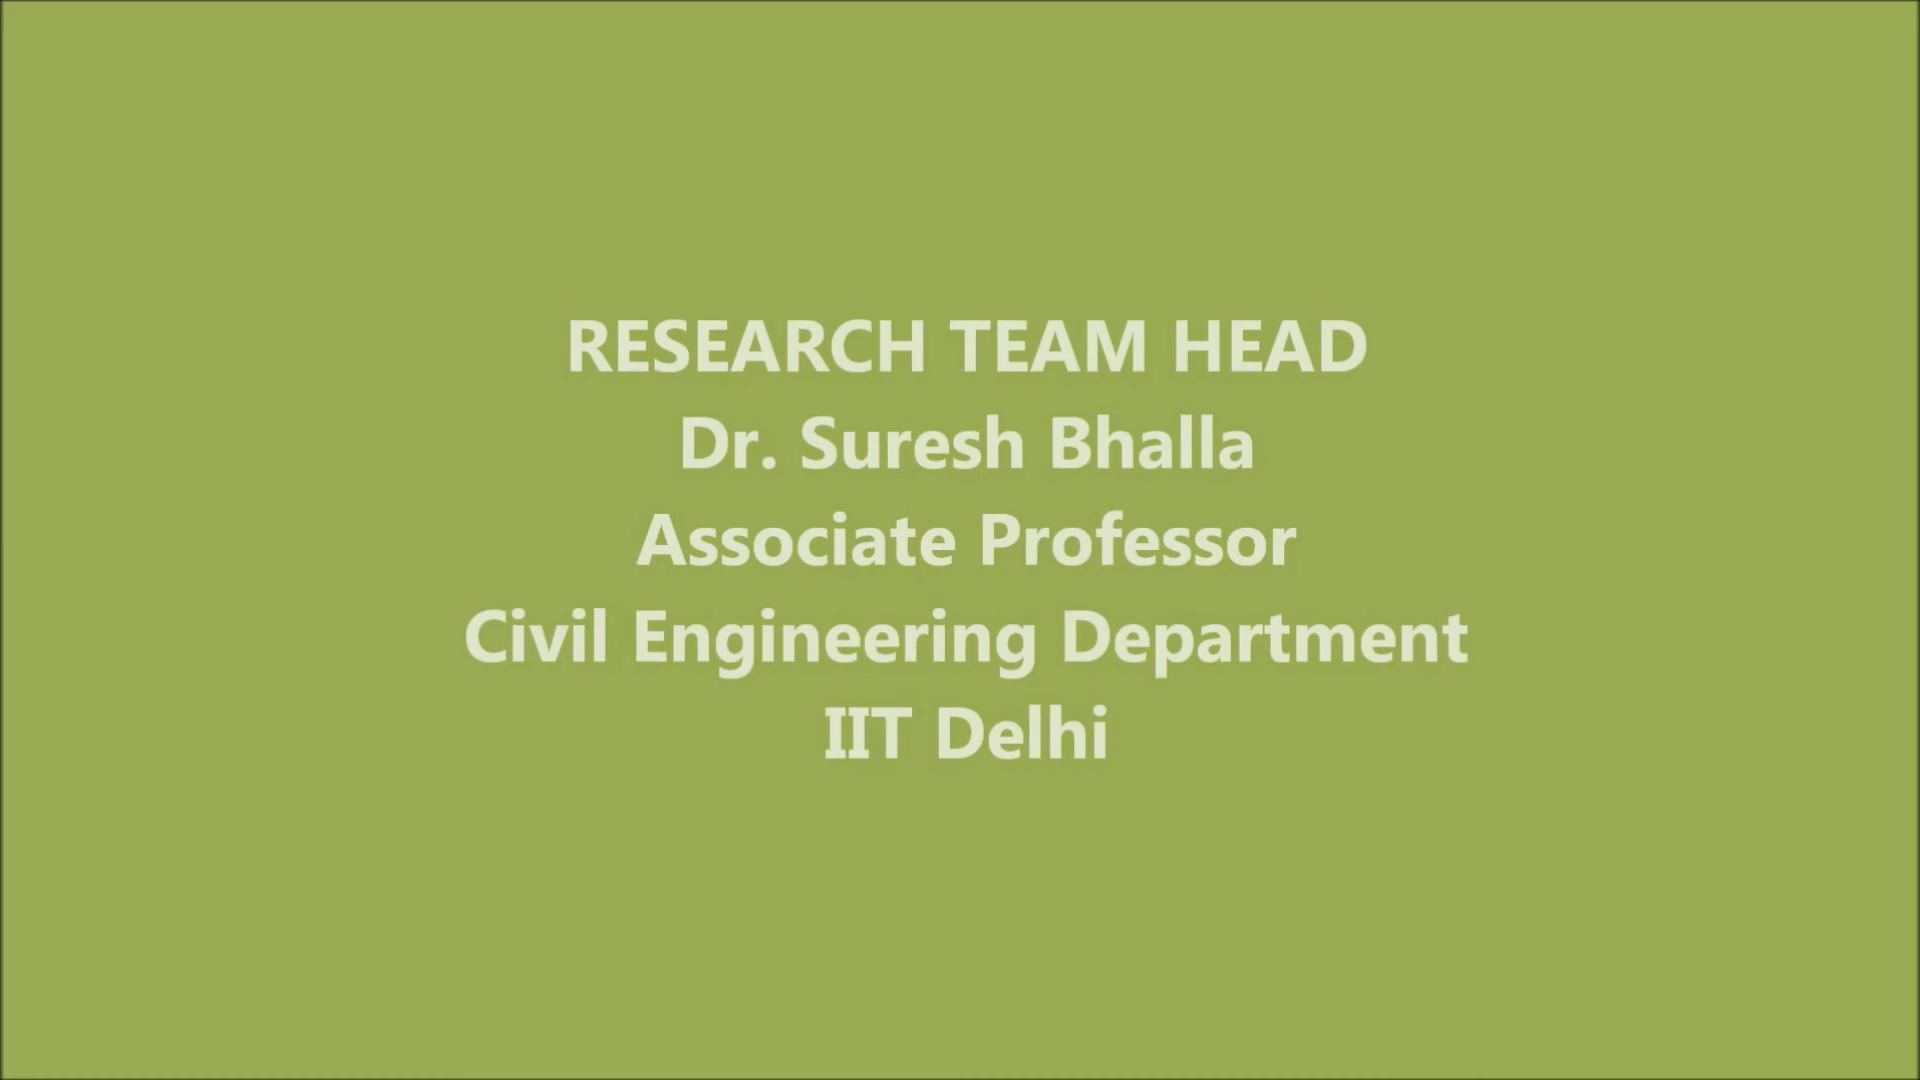 RESEARCH TEAM HEAD
Dr. Suresh Bhalla
Associate Professor
Civil Engineering Department
IIT Delhi